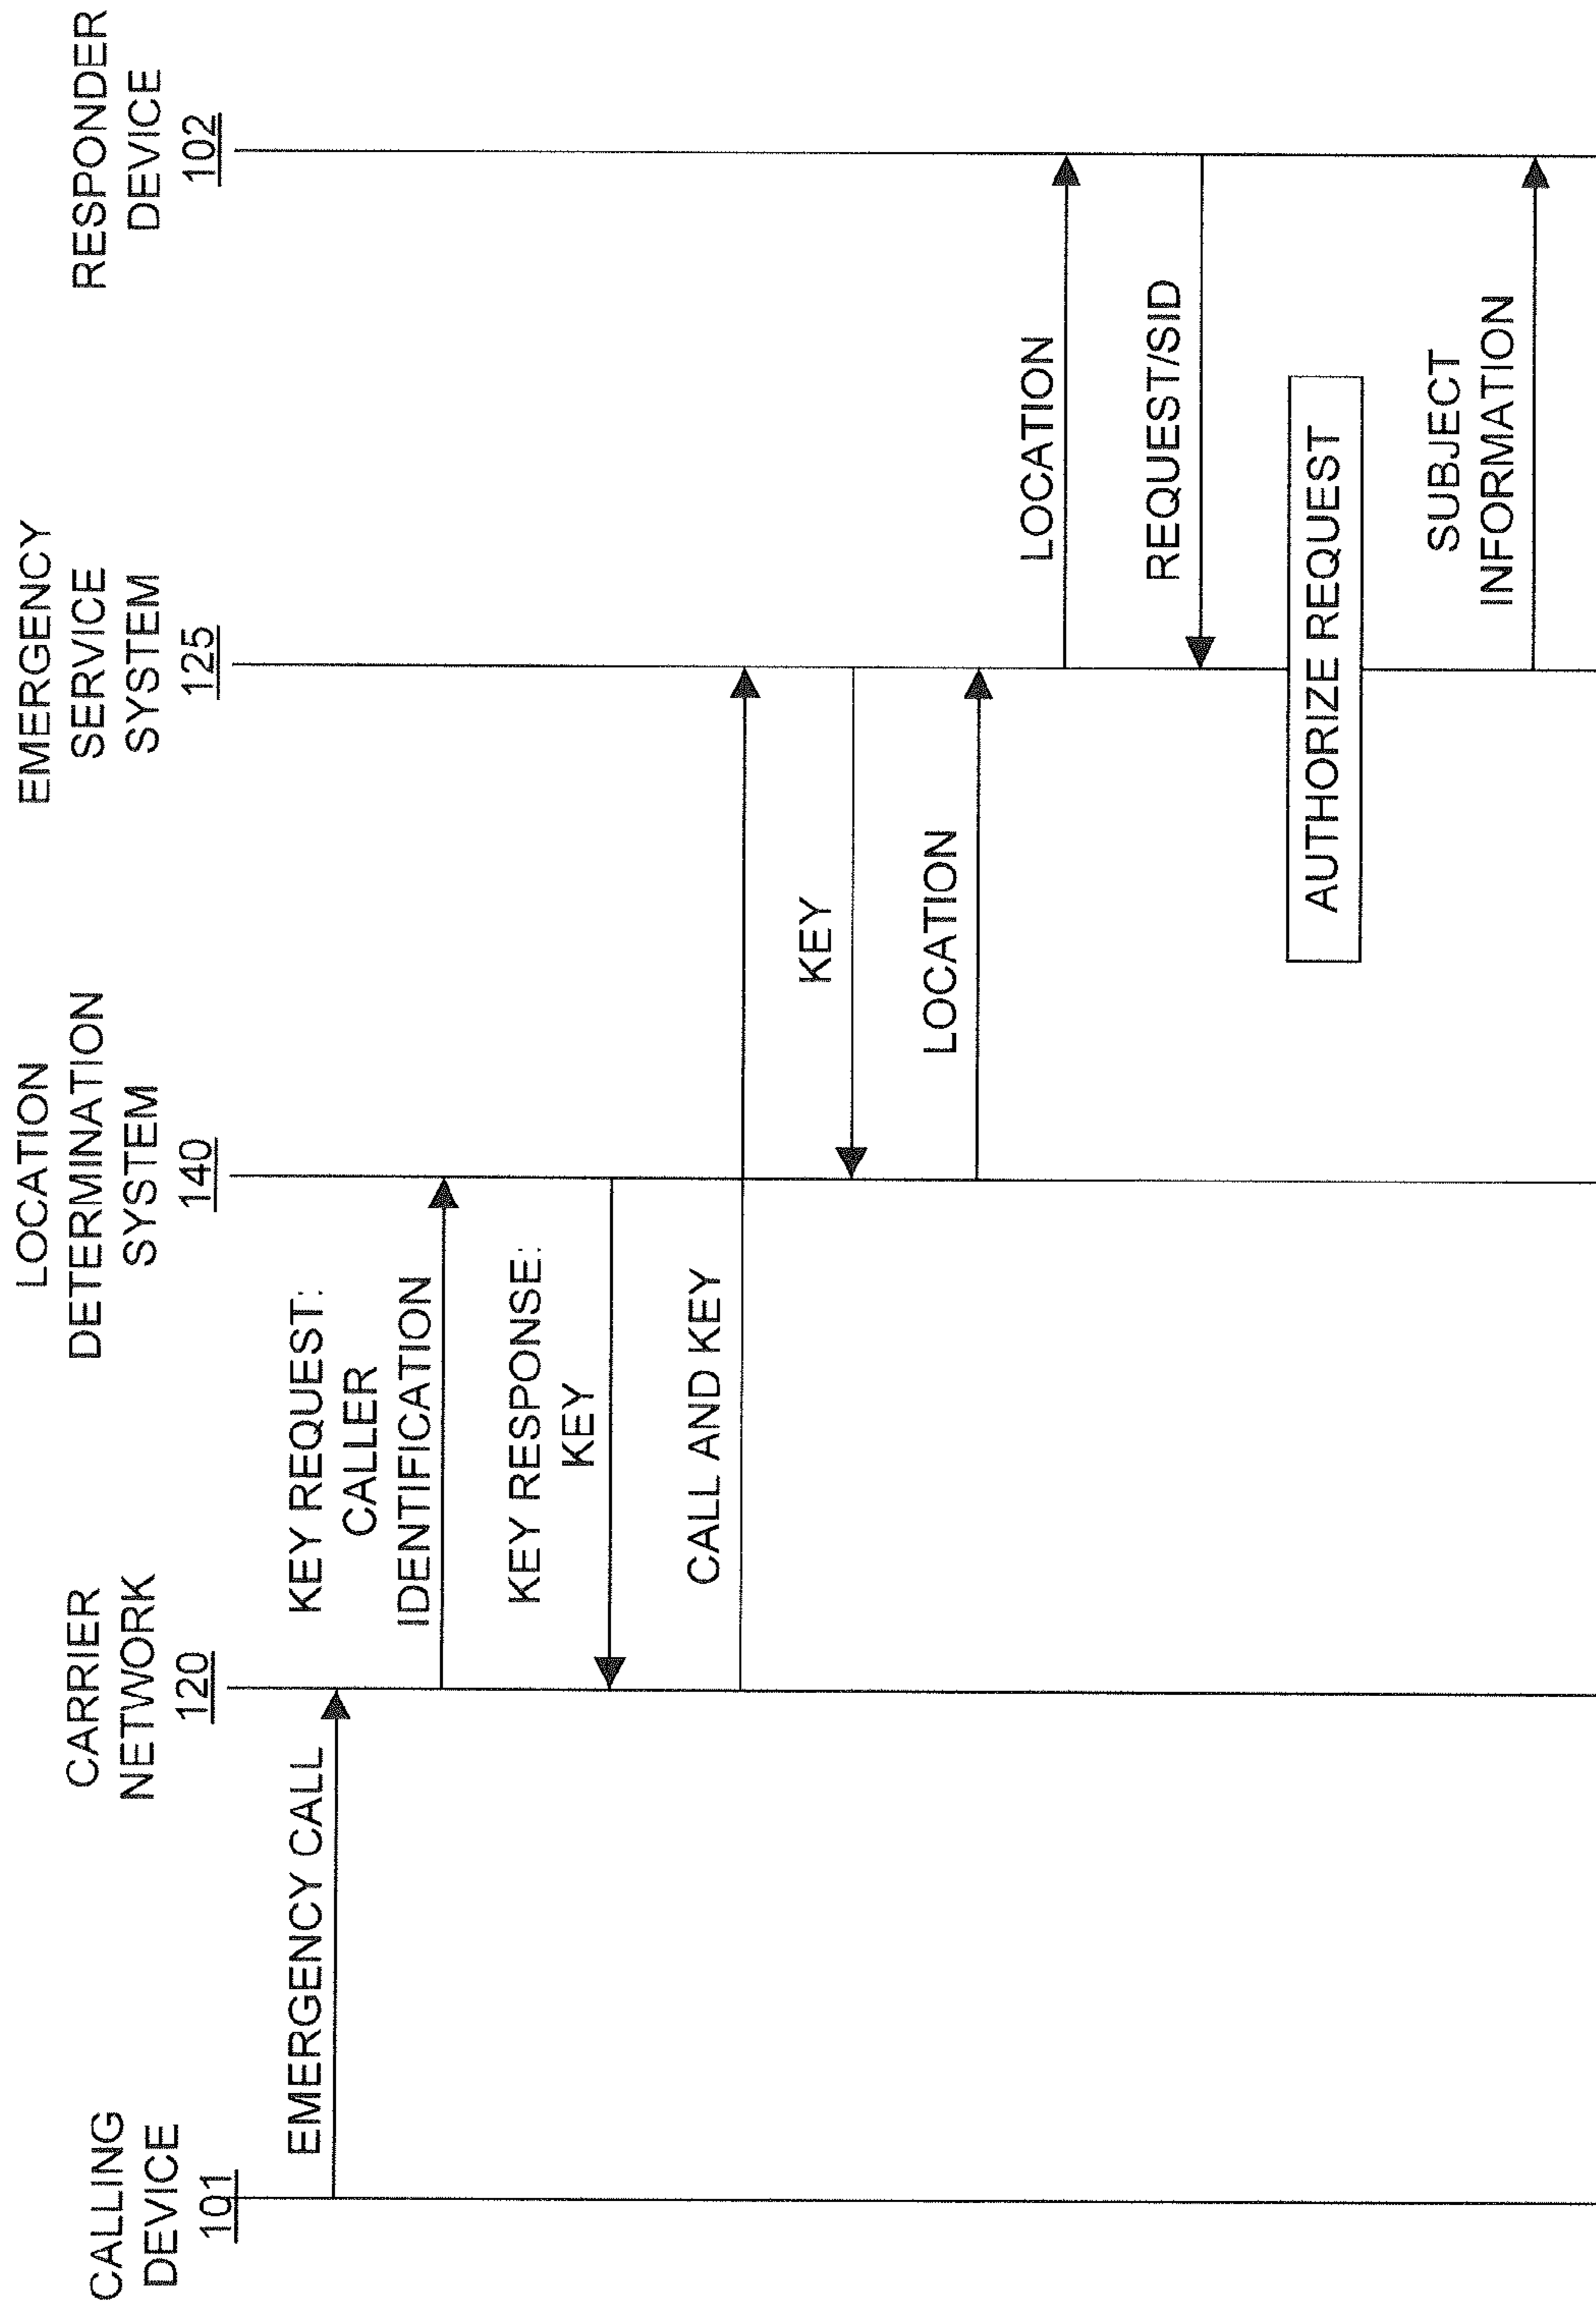 CALLING
DEVICE
101
CARRIER
NETWORK
120
LOCATION
DETERMINATION
SYSTEM
140
EMERGENCY
SERVICE
SYSTEM
125
RESPONDER
DEVICE
102
EMERGENCY CALL
KEY REQUEST:
CALLER
IDENTIFICATION
KEY RESPONSE:
KEY
CALL AND KEY
KEY
LOCATION
LOCATION
REQUEST/SID
AUTHORIZE REQUEST
SUBJECT
INFORMATION